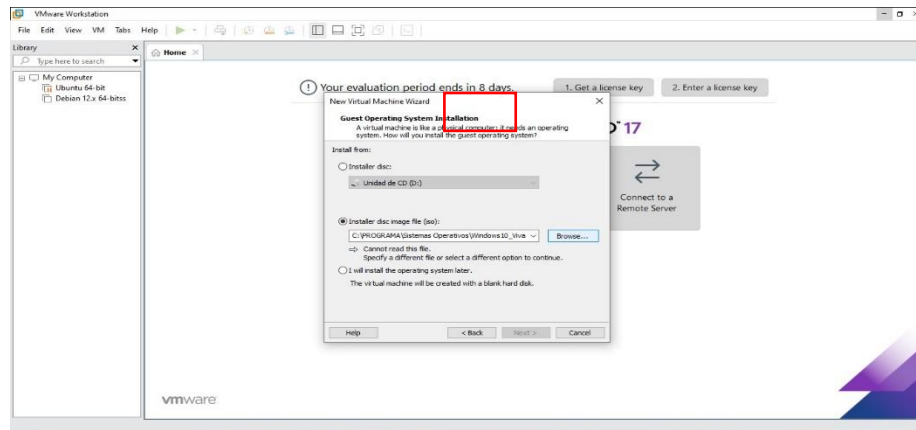 VMware Workstation
File Edit View VM Tabs Help
Library
Home
Type here to search
My Computer
Ubuntu 64-bit
Debian 12.x 64-bitss
Your evaluation period ends in 8 days.
1. Get a license key
2. Enter a license key
New Virtual Machine Wizard
Guest Operating System Installation
A virtual machine is like a physical computer; it needs an operating
system. How will you install the guest operating system?
17
Install from:
Installer disc:
Unidad de CD (D:)
Connect to a
Remote Server
Installer disc image file (iso):
C:\PROGRAMA\Sistemas Operativos\Windows10_Viva
Browse...
Cannot read this file.
Specify a different file or select a different option to continue.
I will install the operating system later.
The virtual machine will be created with a blank hard disk.
Help
< Back
Next >
Cancel
vmware